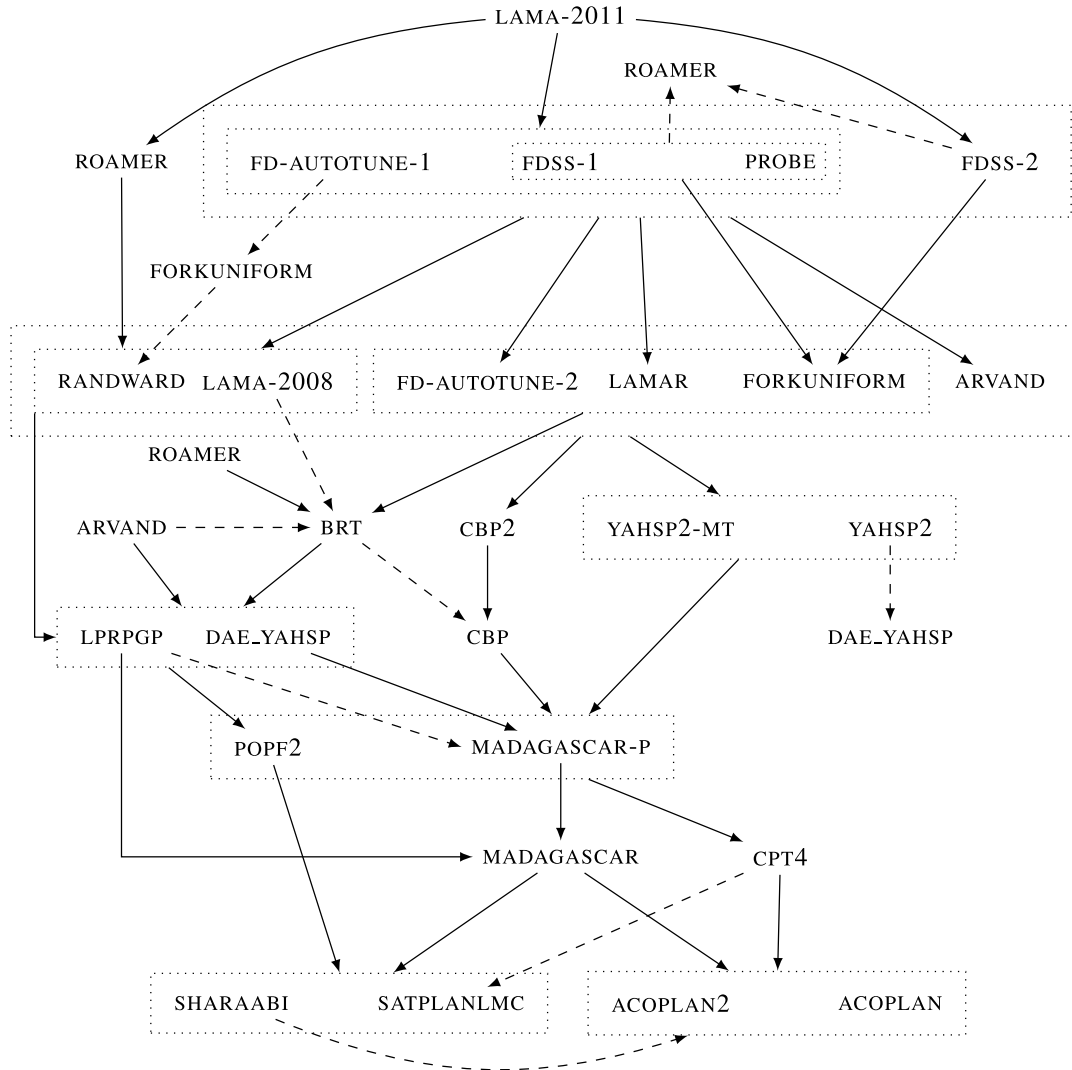 LAMA-2011
ROAMER
ROAMER
FD-AUTOTUNE-1
FDSS-1
PROBE
FDSS-2
FORKUNIFORM
RANDWARD
LAMA-2008
FD-AUTOTUNE-2
LAMAR
FORKUNIFORM
ARVAND
ROAMER
ARVAND
BRT
CBP2
YAHSP2-MT
YAHSP2
LPRPGP
DAE_YAHSP
CBP
DAE_YAHSP
POPF2
MADAGASCAR-P
MADAGASCAR
CPT4
SHARAABI
SATPLANLMC
ACOPLAN2
ACOPLAN